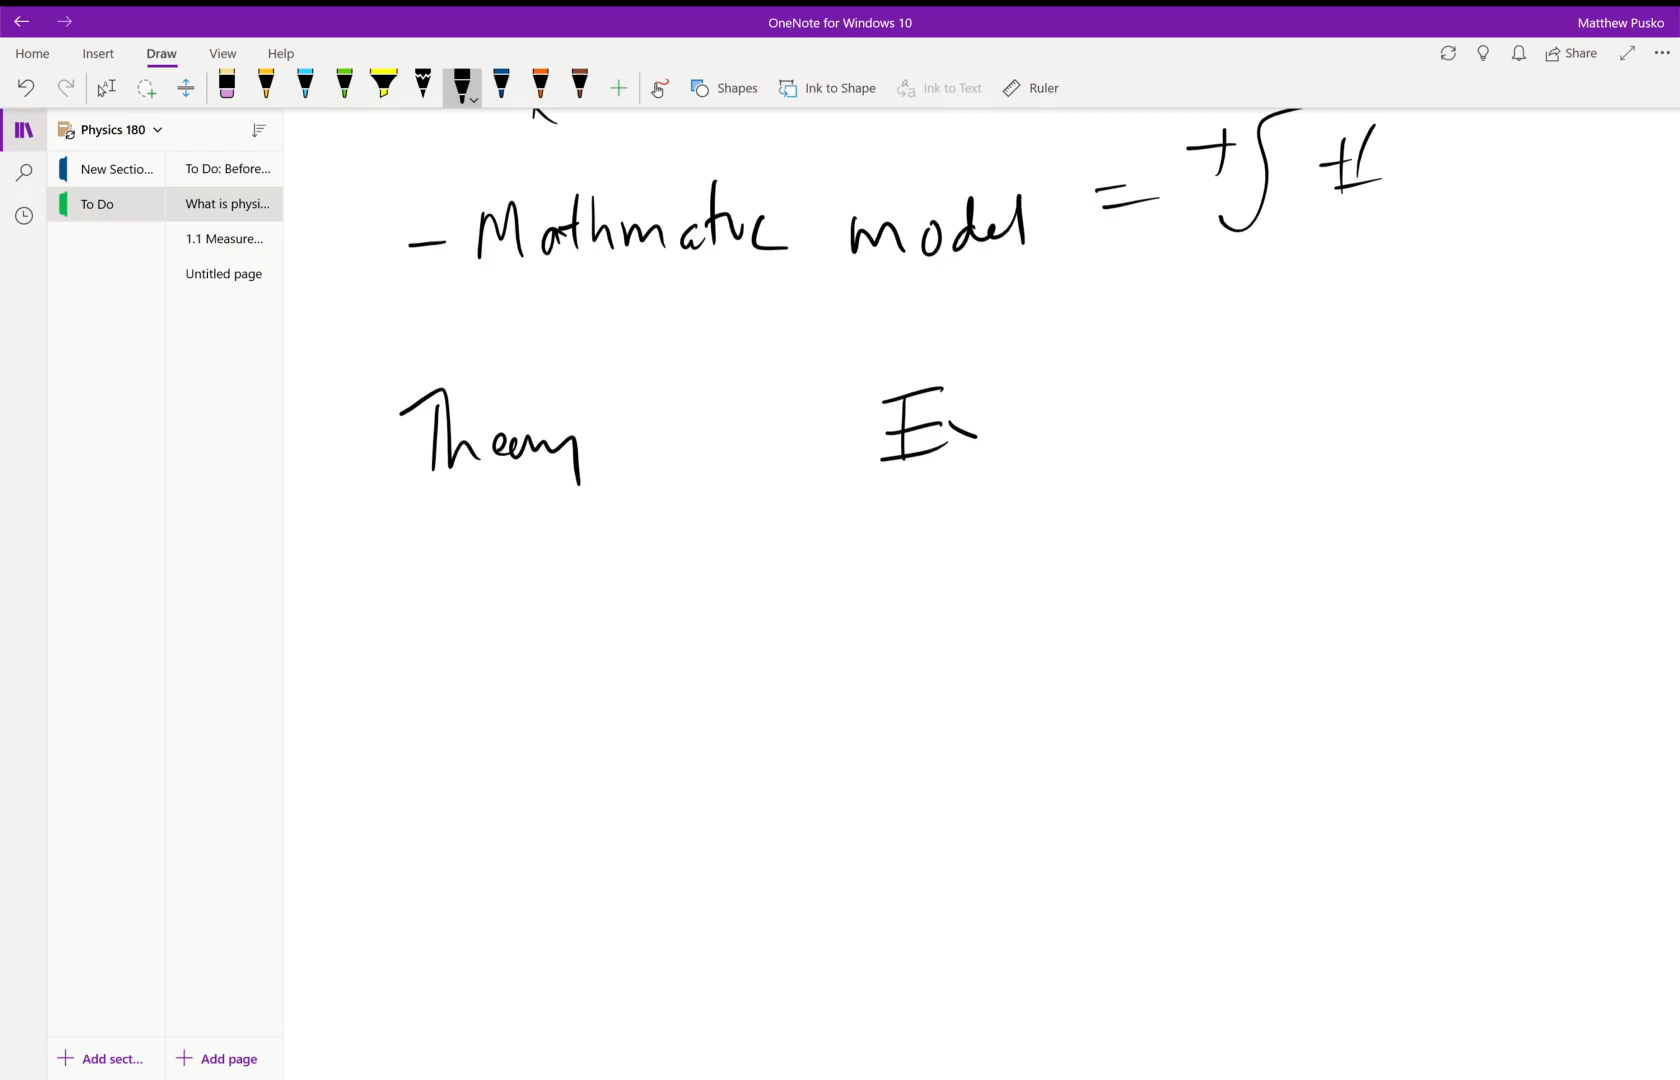 OneNote for Windows 10
Matthew Pusko
Home Insert Draw View Help
Share
Shapes Ink to Shape Ink to Text Ruler
Physics 180
New Sectio...
To Do
To Do: Before...
What is physi...
1.1 Measure...
Untitled page
- Mathmatic model = +∫ #
Theory
Add sect...
Add page